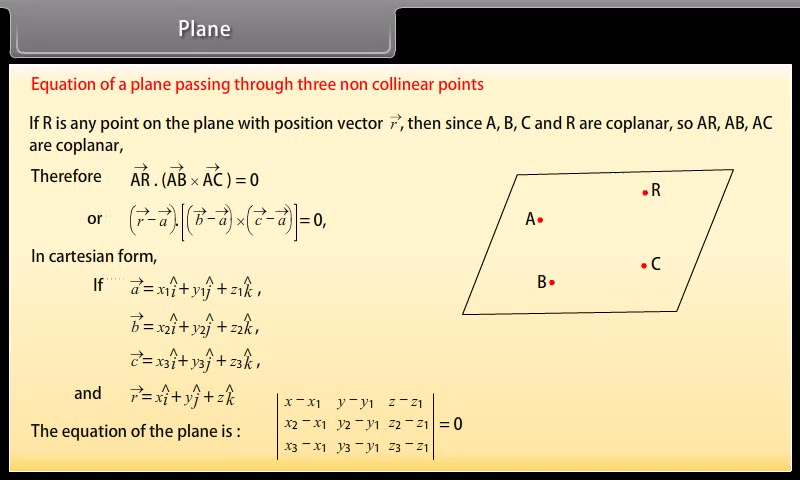 Plane
Equation of a plane passing through three non collinear points
If R is any point on the plane with position vector r⃗, then since A, B, C and R are coplanar, so AR, AB, AC
are coplanar,
Therefore A⃗R⃗ . (A⃗B⃗ × A⃗C⃗) = 0
or (r⃗ − a⃗).[(b⃗ − a⃗) × (c⃗ − a⃗)] = 0,
In cartesian form,
If a⃗ = x₁î + y₁ĵ + z₁k̂ ,
b⃗ = x₂î + y₂ĵ + z₂k̂,
c⃗ = x₃î + y₃ĵ + z₃k̂ ,
and r⃗ = xî + yĵ + zk̂
The equation of the plane is :
| x − x₁ y − y₁ z − z₁ |
| x₂ − x₁ y₂ − y₁ z₂ − z₁ | = 0
| x₃ − x₁ y₃ − y₁ z₃ − z₁ |
R
A
C
B